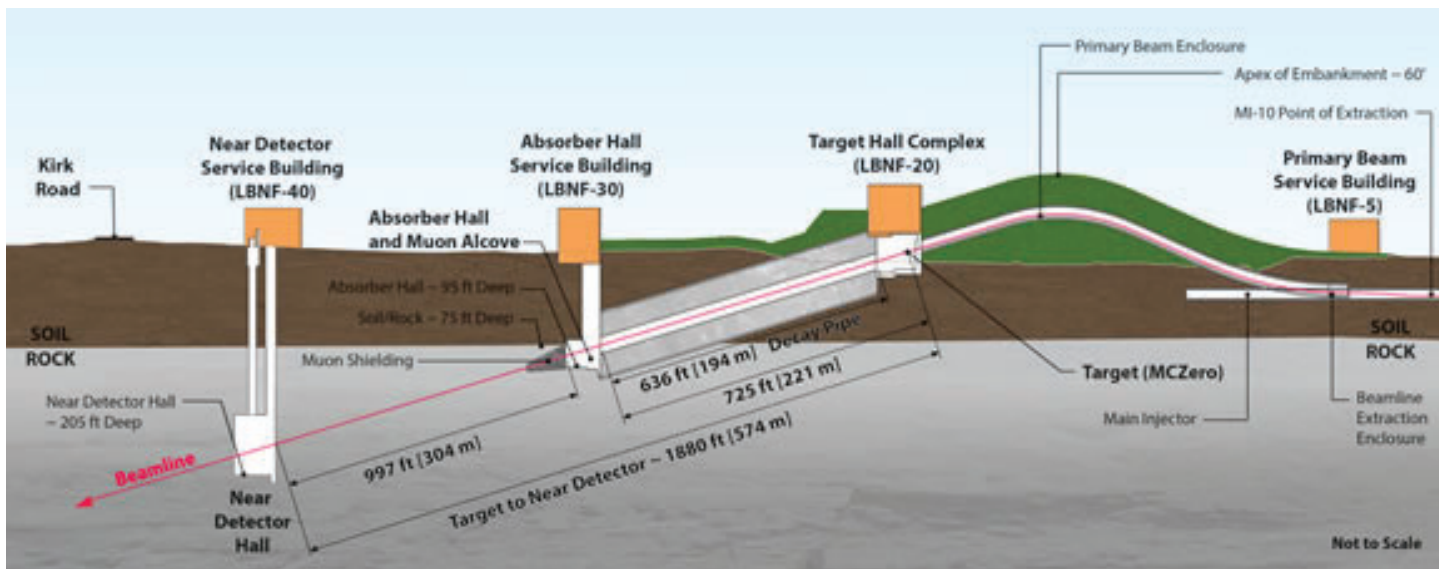 Primary Beam Enclosure
Apex of Embankment ~ 60'
MI-10 Point of Extraction
Kirk
Road
Near Detector
Service Building
(LBNF-40)
Absorber Hall
Service Building
(LBNF-30)
Target Hall Complex
(LBNF-20)
Primary Beam
Service Building
(LBNF-5)
Absorber Hall
and Muon Alcove
Absorber Hall ~ 95 ft Deep
Soil/Rock ~ 75 ft Deep
Muon Shielding
SOIL
ROCK
SOIL
ROCK
636 ft [194 m] Decay Pipe
725 ft [221 m]
Target (MCZero)
Main Injector
Beamline
Extraction
Enclosure
Near Detector Hall
~ 205 ft Deep
997 ft [304 m]
Target to Near Detector ~ 1880 ft [574 m]
Beamline
Near
Detector
Hall
Not to Scale